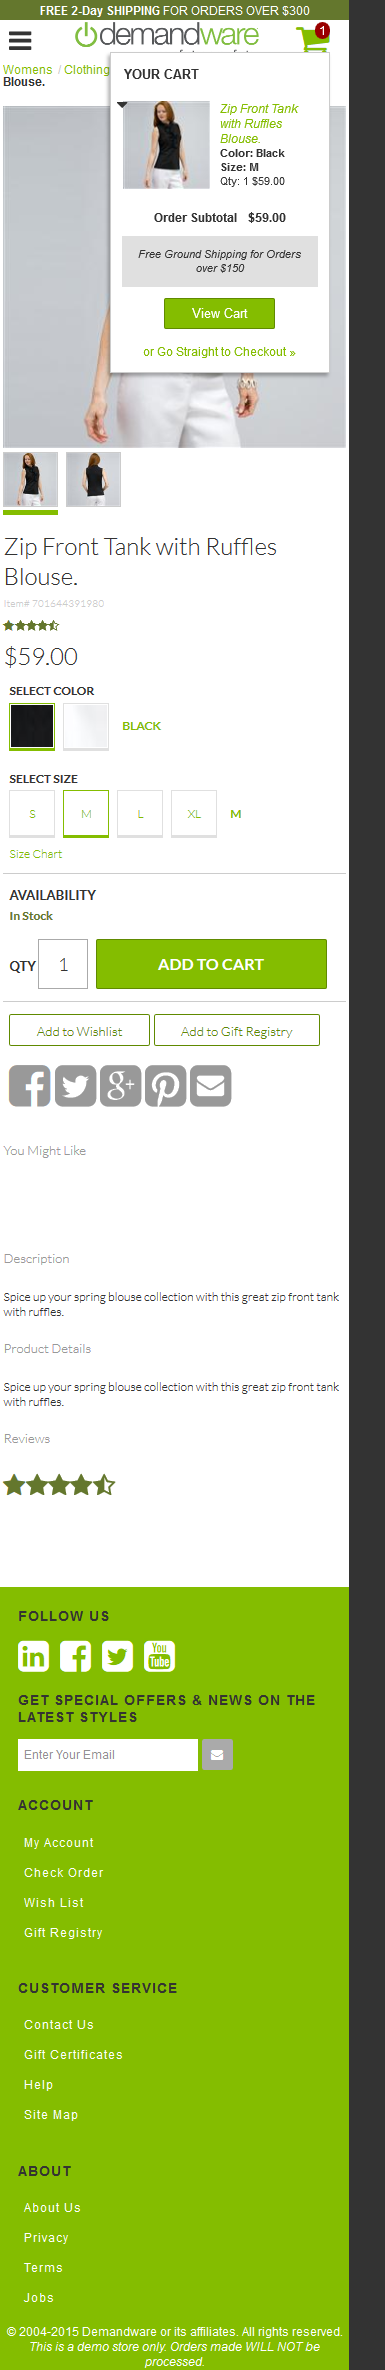 FREE 2-Day SHIPPING FOR ORDERS OVER $300
demandware
1
Womens / Clothing
Blouse.
YOUR CART
Zip Front Tank
with Ruffles
Blouse.
Color: Black
Size: M
Qty: 1 $59.00
Order Subtotal $59.00
Free Ground Shipping for Orders
over $150
View Cart
or Go Straight to Checkout »
Zip Front Tank with Ruffles
Blouse.
Item# 701644391980
$59.00
SELECT COLOR
BLACK
SELECT SIZE
S M L XL M
Size Chart
AVAILABILITY
In Stock
QTY 1 ADD TO CART
Add to Wishlist Add to Gift Registry
You Might Like
Description
Spice up your spring blouse collection with this great zip front tank
with ruffles.
Product Details
Spice up your spring blouse collection with this great zip front tank
with ruffles.
Reviews
FOLLOW US
in f You Tube
GET SPECIAL OFFERS & NEWS ON THE
LATEST STYLES
Enter Your Email
ACCOUNT
My Account
Check Order
Wish List
Gift Registry
CUSTOMER SERVICE
Contact Us
Gift Certificates
Help
Site Map
ABOUT
About Us
Privacy
Terms
Jobs
© 2004-2015 Demandware or its affiliates. All rights reserved.
This is a demo store only. Orders made WILL NOT be
processed.